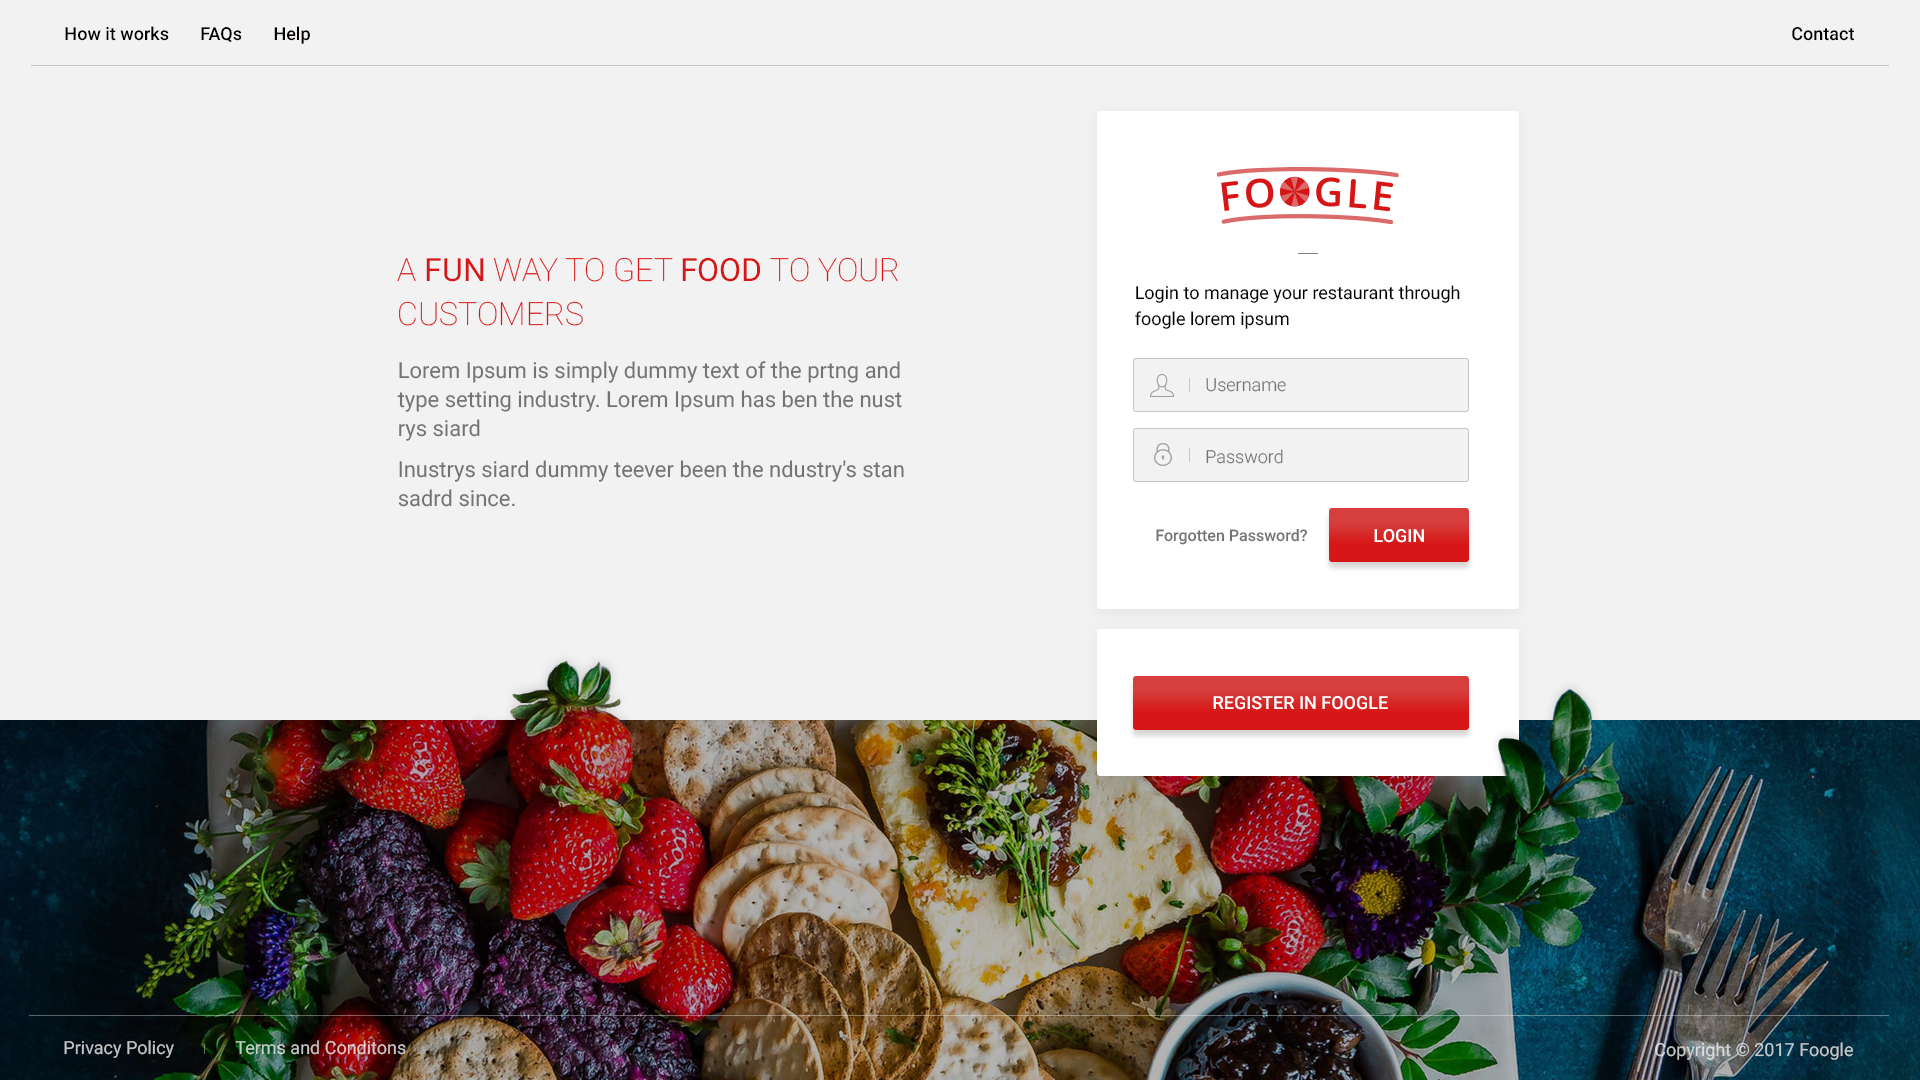 How it works
FAQs
Help
Contact
A FUN WAY TO GET FOOD TO YOUR
CUSTOMERS
Lorem Ipsum is simply dummy text of the prtng and
type setting industry. Lorem Ipsum has ben the nust
rys siard
Inustrys siard dummy teever been the ndustry's stan
sadrd since.
FOOGLE
Login to manage your restaurant through
foogle lorem ipsum
Username
Password
Forgotten Password?
LOGIN
REGISTER IN FOOGLE
Privacy Policy
Terms and Conditons
Copyright © 2017 Foogle